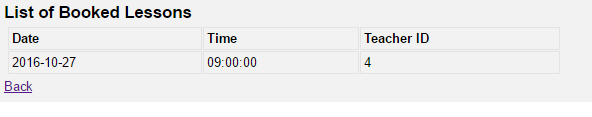 List of Booked Lessons
Date Time Teacher ID
2016-10-27 09:00:00 4
Back